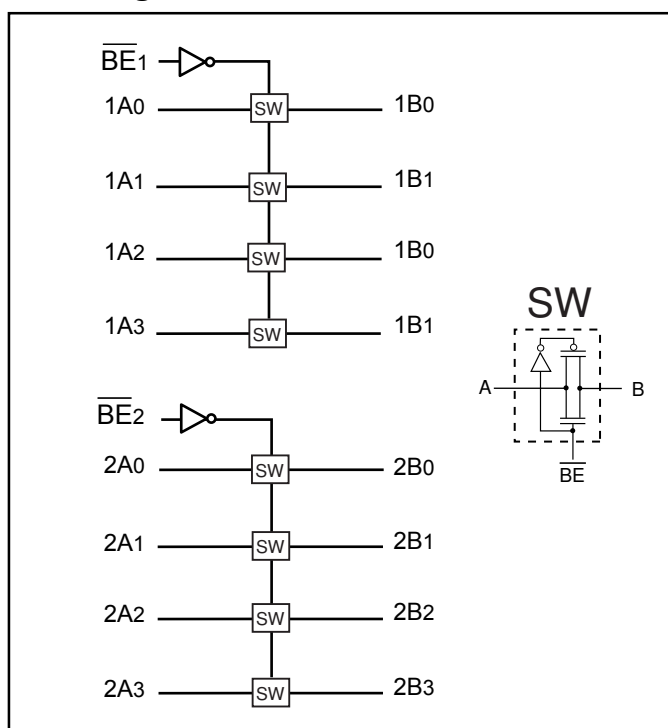 BE1
1A0 SW 1B0
1A1 SW 1B1
1A2 SW 1B0
1A3 SW 1B1
BE2
2A0 SW 2B0
2A1 SW 2B1
2A2 SW 2B2
2A3 SW 2B3
SW
A B
BE